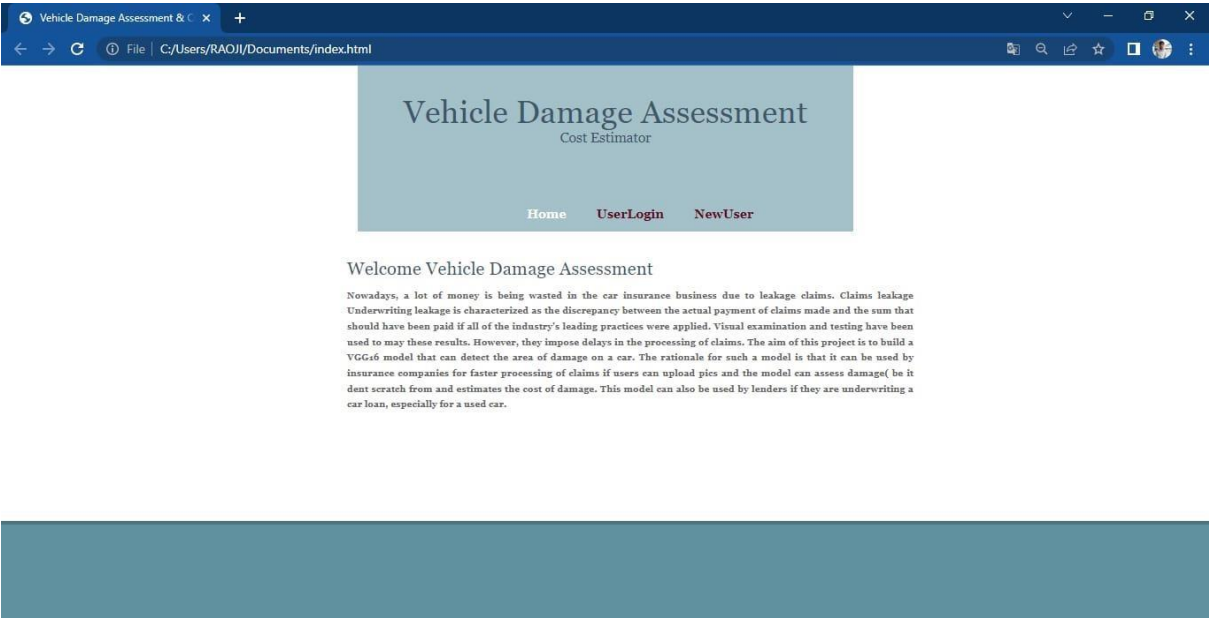 Vehicle Damage Assessment & C
File | C:/Users/RAOJI/Documents/index.html
Vehicle Damage Assessment
Cost Estimator
Home UserLogin NewUser
Welcome Vehicle Damage Assessment
Nowadays, a lot of money is being wasted in the car insurance business due to leakage claims. Claims leakage
Underwriting leakage is characterized as the discrepancy between the actual payment of claims made and the sum that
should have been paid if all of the industry's leading practices were applied. Visual examination and testing have been
used to may these results. However, they impose delays in the processing of claims. The aim of this project is to build a
VGG16 model that can detect the area of damage on a car. The rationale for such a model is that it can be used by
insurance companies for faster processing of claims if users can upload pics and the model can assess damage( be it
dent scratch from and estimates the cost of damage. This model can also be used by lenders if they are underwriting a
car loan, especially for a used car.